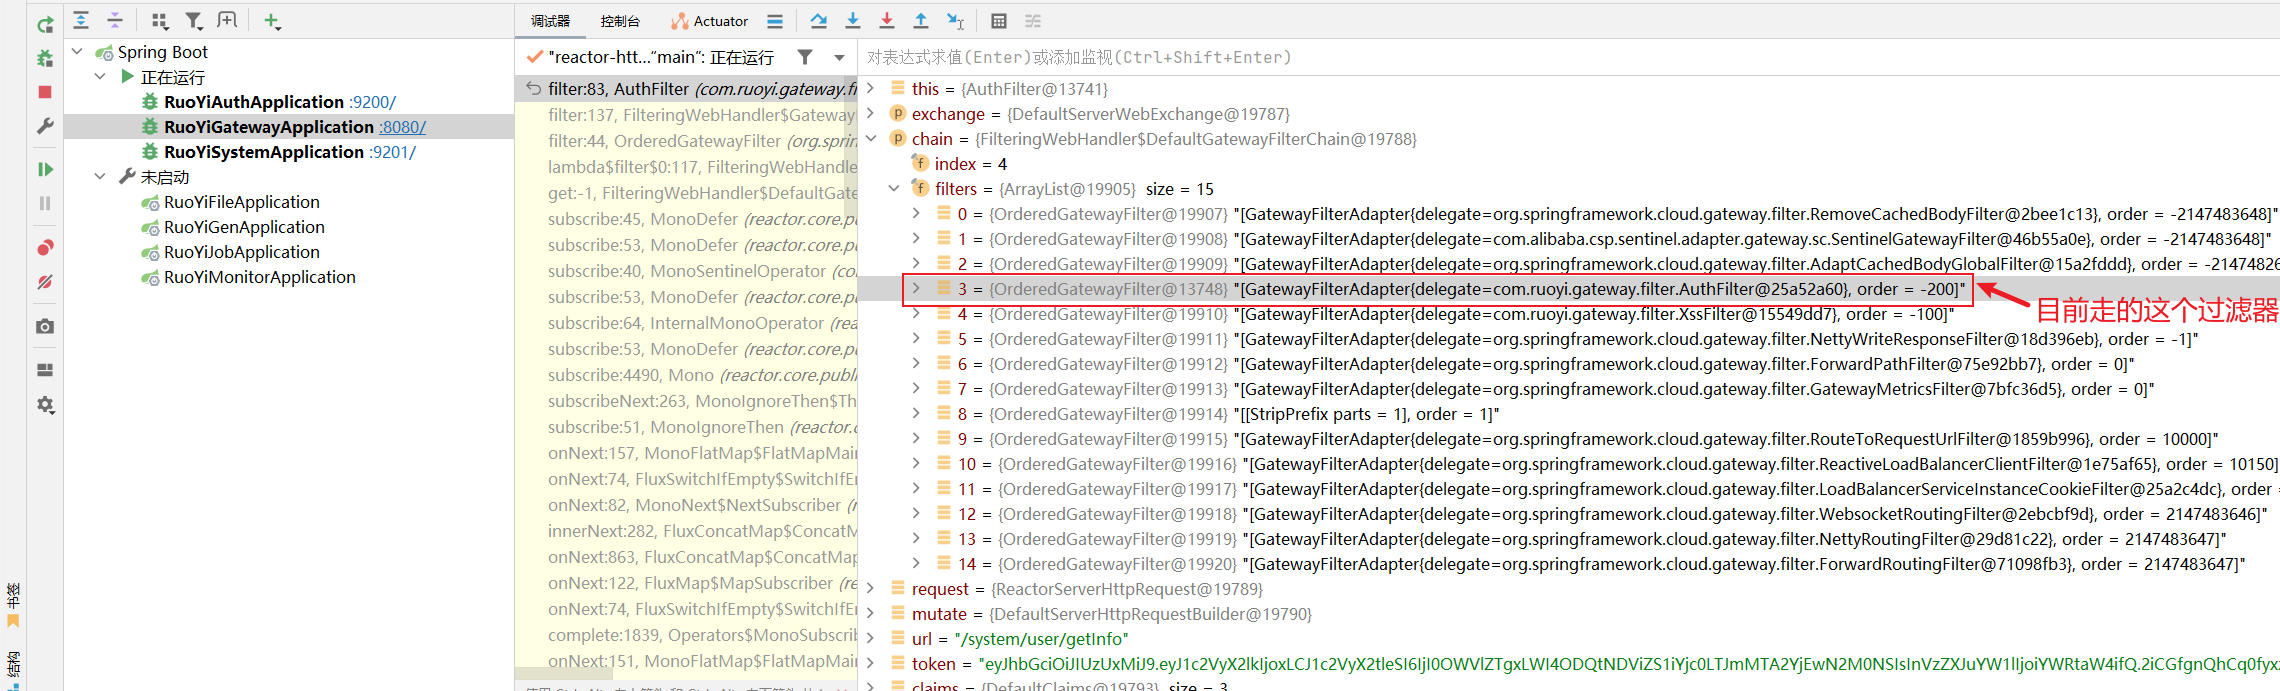 调试器 控制台 Actuator
Spring Boot
正在运行
RuoYiAuthApplication :9200/
RuoYiGatewayApplication :8080/
RuoYiSystemApplication :9201/
未启动
RuoYiFileApplication
RuoYiGenApplication
RuoYiJobApplication
RuoYiMonitorApplication
书签
结构
"reactor-htt..."main": 正在运行
filter:83, AuthFilter (com.ruoyi.gateway.fi
filter:137, FilteringWebHandler$Gateway
filter:44, OrderedGatewayFilter (org.sprin
lambda$filter$0:117, FilteringWebHandle
get:-1, FilteringWebHandler$DefaultGate
subscribe:45, MonoDefer (reactor.core.pu
subscribe:53, MonoDefer (reactor.core.pu
subscribe:40, MonoSentinelOperator (co
subscribe:53, MonoDefer (reactor.core.pu
subscribe:64, InternalMonoOperator (rea
subscribe:53, MonoDefer (reactor.core.pu
subscribe:4490, Mono (reactor.core.publi
subscribeNext:263, MonoIgnoreThen$Th
subscribe:51, MonoIgnoreThen (reactor.c
onNext:157, MonoFlatMap$FlatMapMai
onNext:74, FluxSwitchIfEmpty$SwitchIfE
onNext:82, MonoNext$NextSubscriber (r
innerNext:282, FluxConcatMap$ConcatM
onNext:863, FluxConcatMap$ConcatMap
onNext:122, FluxMap$MapSubscriber (re
onNext:74, FluxSwitchIfEmpty$SwitchIfE
complete:1839, Operators$MonoSubscrib
onNext:151, MonoFlatMap$FlatMapMai
对表达式求值(Enter)或添加监视(Ctrl+Shift+Enter)
this = {AuthFilter@13741}
exchange = {DefaultServerWebExchange@19787}
chain = {FilteringWebHandler$DefaultGatewayFilterChain@19788}
index = 4
filters = {ArrayList@19905} size = 15
0 = {OrderedGatewayFilter@19907} "[GatewayFilterAdapter{delegate=org.springframework.cloud.gateway.filter.RemoveCachedBodyFilter@2bee1c13}, order = -2147483648]"
1 = {OrderedGatewayFilter@19908} "[GatewayFilterAdapter{delegate=com.alibaba.csp.sentinel.adapter.gateway.sc.SentinelGatewayFilter@46b55a0e}, order = -2147483648]"
2 = {OrderedGatewayFilter@19909} "[GatewayFilterAdapter{delegate=org.springframework.cloud.gateway.filter.AdaptCachedBodyGlobalFilter@15a2fddd}, order = -21474826
3 = {OrderedGatewayFilter@13748} "[GatewayFilterAdapter{delegate=com.ruoyi.gateway.filter.AuthFilter@25a52a60}, order = -200]"
目前走的这个过滤器
4 = {OrderedGatewayFilter@19910} "[GatewayFilterAdapter{delegate=com.ruoyi.gateway.filter.XssFilter@15549dd7}, order = -100]"
5 = {OrderedGatewayFilter@19911} "[GatewayFilterAdapter{delegate=org.springframework.cloud.gateway.filter.NettyWriteResponseFilter@18d396eb}, order = -1]"
6 = {OrderedGatewayFilter@19912} "[GatewayFilterAdapter{delegate=org.springframework.cloud.gateway.filter.ForwardPathFilter@75e92bb7}, order = 0]"
7 = {OrderedGatewayFilter@19913} "[GatewayFilterAdapter{delegate=org.springframework.cloud.gateway.filter.GatewayMetricsFilter@7bfc36d5}, order = 0]"
8 = {OrderedGatewayFilter@19914} "[[StripPrefix parts = 1], order = 1]"
9 = {OrderedGatewayFilter@19915} "[GatewayFilterAdapter{delegate=org.springframework.cloud.gateway.filter.RouteToRequestUrlFilter@1859b996}, order = 10000]"
10 = {OrderedGatewayFilter@19916} "[GatewayFilterAdapter{delegate=org.springframework.cloud.gateway.filter.ReactiveLoadBalancerClientFilter@1e75af65}, order = 10150]
11 = {OrderedGatewayFilter@19917} "[GatewayFilterAdapter{delegate=org.springframework.cloud.gateway.filter.LoadBalancerServiceInstanceCookieFilter@25a2c4dc}, order =
12 = {OrderedGatewayFilter@19918} "[GatewayFilterAdapter{delegate=org.springframework.cloud.gateway.filter.WebsocketRoutingFilter@2ebcbf9d}, order = 2147483646]"
13 = {OrderedGatewayFilter@19919} "[GatewayFilterAdapter{delegate=org.springframework.cloud.gateway.filter.NettyRoutingFilter@29d81c22}, order = 2147483647]"
14 = {OrderedGatewayFilter@19920} "[GatewayFilterAdapter{delegate=org.springframework.cloud.gateway.filter.ForwardRoutingFilter@71098fb3}, order = 2147483647]"
request = {ReactorServerHttpRequest@19789}
mutate = {DefaultServerHttpRequestBuilder@19790}
url = "/system/user/getInfo"
token = "eyJhbGciOiJIUzUxMiJ9.eyJ1c2VyX2lkIjoxLCJ1c2VyX2tleSI6IjI0OWVlZTgxLWI4ODQtNDViZS1iYjc0LTJmMTA2YjEwN2M0NSIsInVzZXJuYW1lIjoiYWRtaW4ifQ.2iCGfgnQhCq0fyx
claims = {DefaultClaims@19793} size = 3